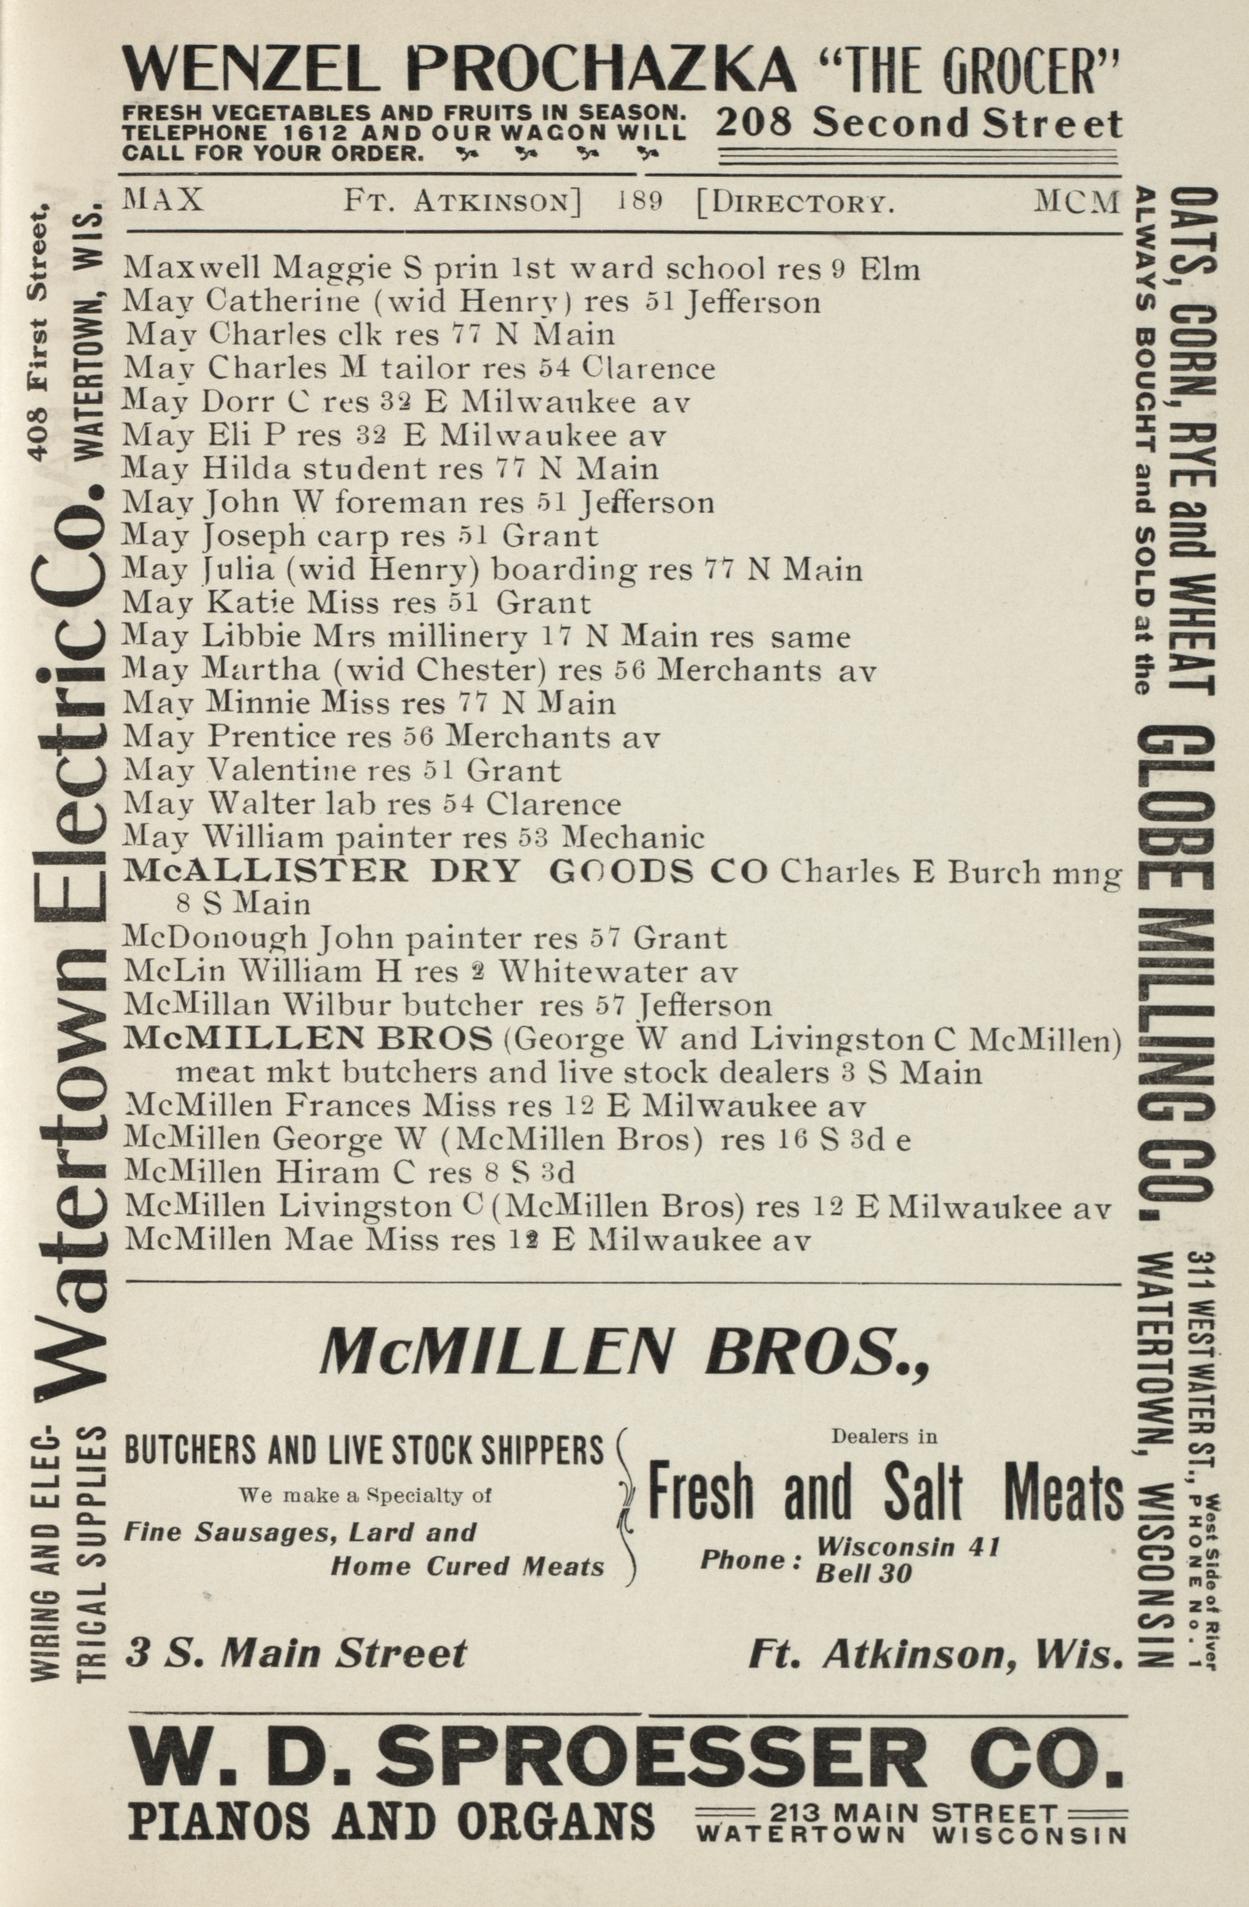 WENZEL PROCHAZKA "THE GROCER"
FRESH VEGETABLES AND FRUITS IN SEASON.
TELEPHONE 1612 AND OUR WAGON WILL
CALL FOR YOUR ORDER.
208 Second Street
MAX FT. ATKINSON] 189 [DIRECTORY. MCM
Maxwell Maggie S prin 1st ward school res 9 Elm
May Catherine (wid Henry) res 51 Jefferson
May Charles clk res 77 N Main
May Charles M tailor res 54 Clarence
May Dorr C res 32 E Milwaukee av
May Eli P res 32 E Milwaukee av
May Hilda student res 77 N Main
May John W foreman res 51 Jefferson
May Joseph carp res 51 Grant
May Julia (wid Henry) boarding res 77 N Main
May Katie Miss res 51 Grant
May Libbie Mrs millinery 17 N Main res same
May Martha (wid Chester) res 56 Merchants av
May Minnie Miss res 77 N Main
May Prentice res 56 Merchants av
May Valentine res 51 Grant
May Walter lab res 54 Clarence
May William painter res 53 Mechanic
McALLISTER DRY GOODS CO Charles E Burch mng
8 S Main
McDonough John painter res 57 Grant
McLin William H res 2 Whitewater av
McMillan Wilbur butcher res 57 Jefferson
McMILLEN BROS (George W and Livingston C McMillen)
meat mkt butchers and live stock dealers 3 S Main
McMillen Frances Miss res 12 E Milwaukee av
McMillen George W (McMillen Bros) res 16 S 3d e
McMillen Hiram C res 8 S 3d
McMillen Livingston C (McMillen Bros) res 12 E Milwaukee av
McMillen Mae Miss res 12 E Milwaukee av
McMILLEN BROS.,
BUTCHERS AND LIVE STOCK SHIPPERS
We make a Specialty of
Fine Sausages, Lard and
Home Cured Meats
Dealers in
Fresh and Salt Meats
Phone: Wisconsin 41
Bell 30
3 S. Main Street Ft. Atkinson, Wis.
W. D. SPROESSER CO.
PIANOS AND ORGANS
213 MAIN STREET
WATERTOWN WISCONSIN
WIRING AND ELEC-
TRICAL SUPPLIES
Watertown Electric Co.
408 First Street,
WATERTOWN, WIS.
OATS, CORN, RYE and WHEAT
ALWAYS BOUGHT and SOLD at the
GLOBE MILLING CO.
311 WEST WATER ST.,
West Side of River
PHONE No. 1
WATERTOWN, WISCONSIN